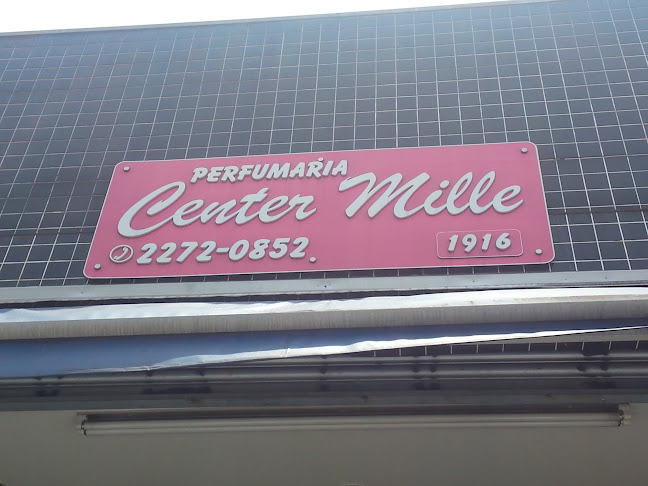 PERFUMARIA
Center Mille
2272-0852
1916